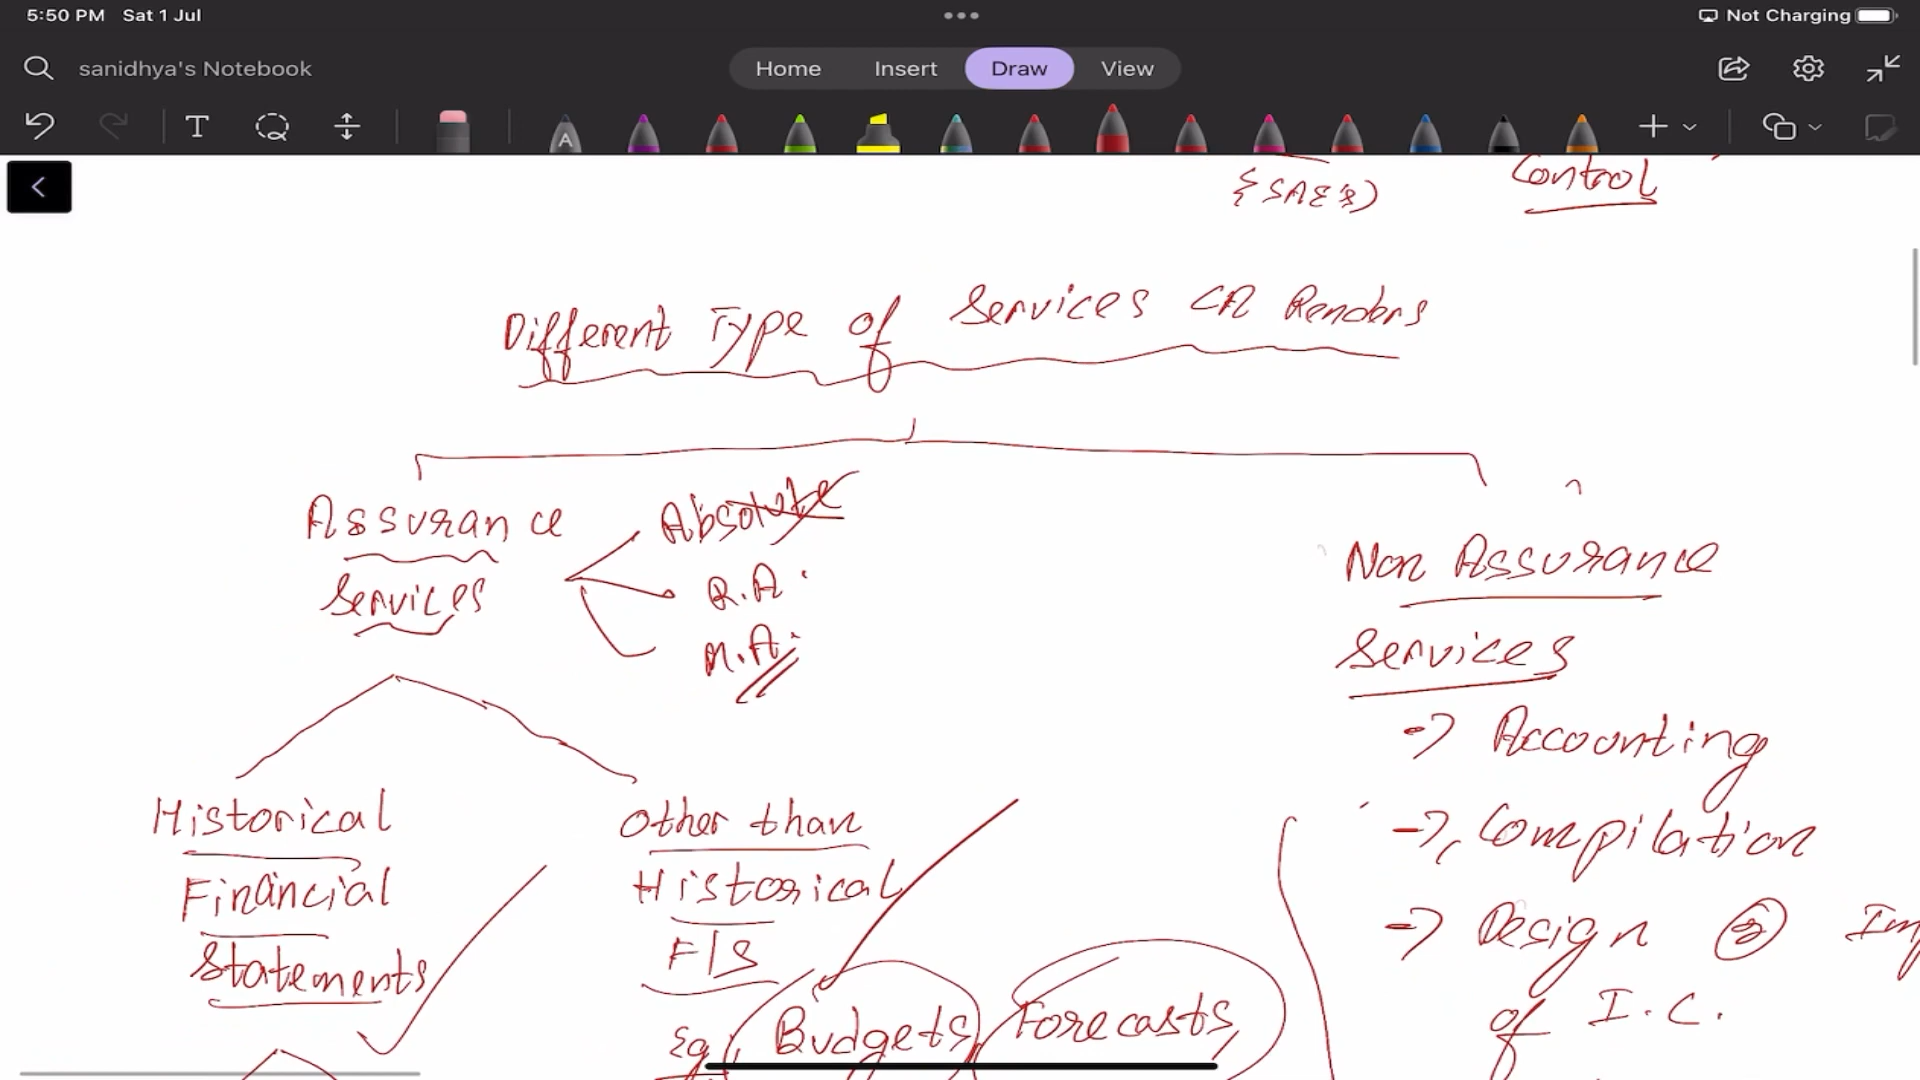 5:50 PM Sat 1 Jul
Not Charging
sanidhya's Notebook
Home Insert Draw View
T
A
{SAE's)
Control
Different Type of Services CA Renders
Assurance
Services
Absolute
R.A.
M.A.
Non Assurance
Services
-> Accounting
-> Compilation
-> Design & Imp
of I.C.
Historical
Financial
Statements
Other than
Historical
F/S
Eg. Budgets, Forecasts,